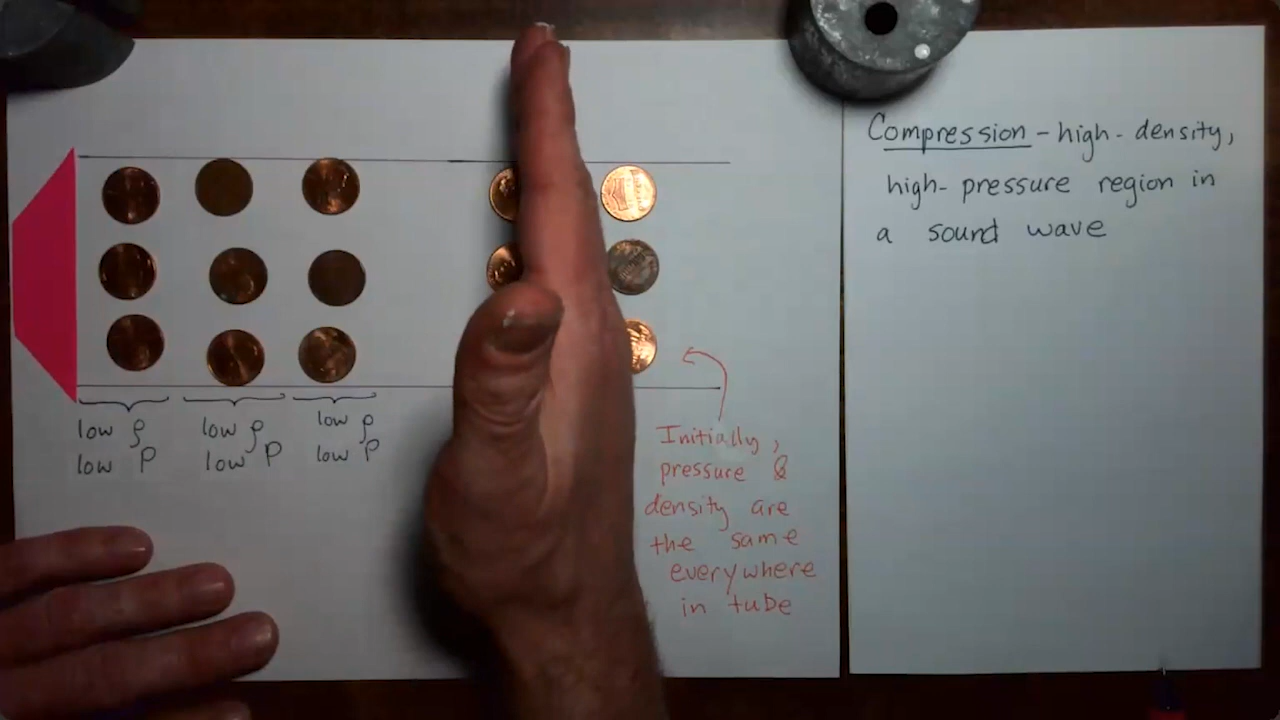 Compression - high-density,
high-pressure region in
a sound wave
low ρ
low P
low ρ
low P
low ρ
low P
Initially,
pressure &
density are
the same
everywhere
in tube